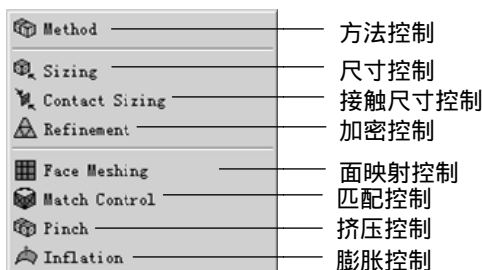 Method 方法控制
Sizing 尺寸控制
Contact Sizing 接触尺寸控制
Refinement 加密控制
Face Meshing 面映射控制
Match Control 匹配控制
Pinch 挤压控制
Inflation 膨胀控制